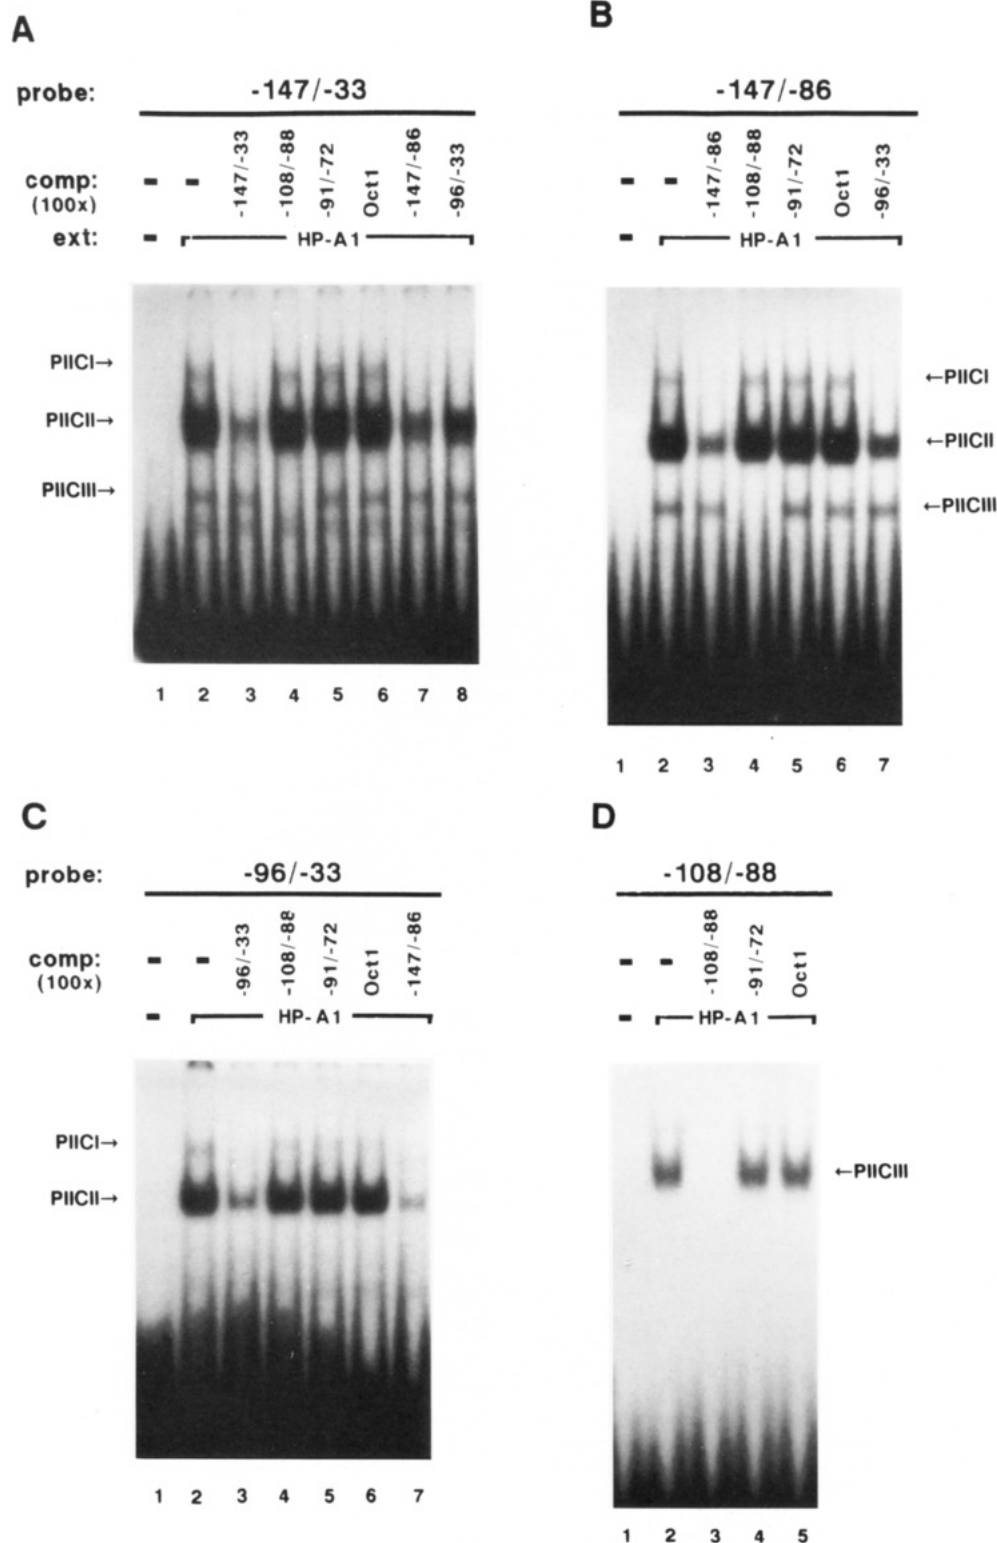 A
probe: -147/-33
comp: - - -147/-33 -108/-88 -91/-72 Oct1 -147/-86 -96/-33
(100x)
ext: - HP-A1
PIICI→
PIICII→
PIICIII→
1 2 3 4 5 6 7 8
B
-147/-86
- - -147/-86 -108/-88 -91/-72 Oct1 -96/-33
- HP-A1
←PIICI
←PIICII
←PIICIII
1 2 3 4 5 6 7
C
probe: -96/-33
comp: - - -96/-33 -108/-88 -91/-72 Oct1 -147/-86
(100x)
- HP-A1
PIICI→
PIICII→
1 2 3 4 5 6 7
D
-108/-88
- - -108/-88 -91/-72 Oct1
- HP-A1
←PIICIII
1 2 3 4 5